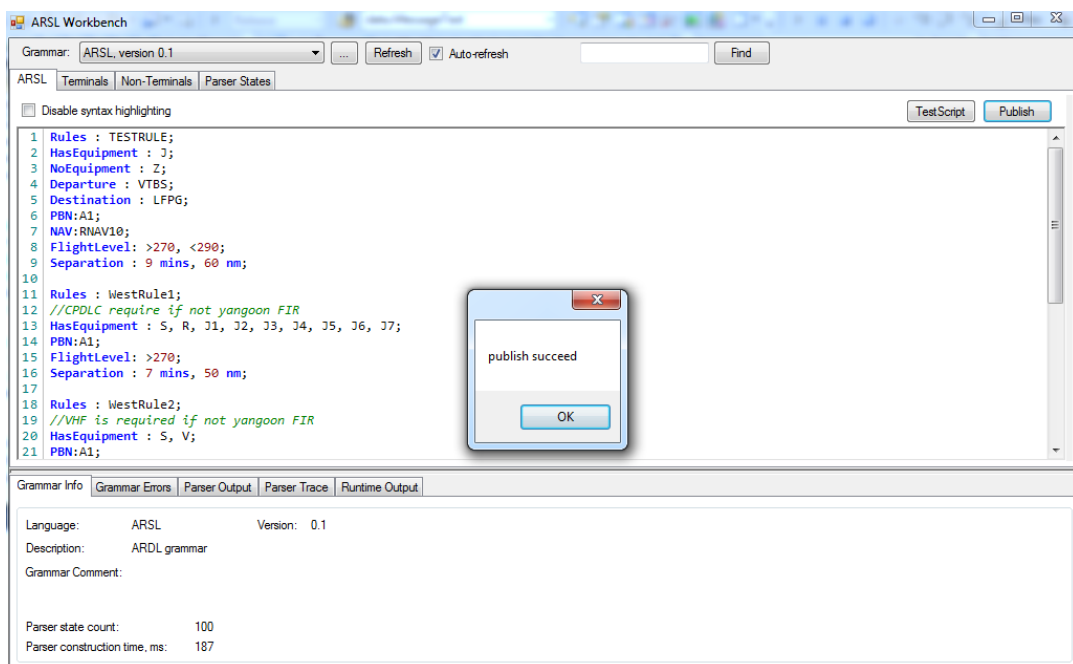 ARSL Workbench
Grammar: ARSL, version 0.1 ... Refresh Auto-refresh Find
ARSL Terminals Non-Terminals Parser States
Disable syntax highlighting TestScript Publish
1 Rules : TESTRULE;
2 HasEquipment : J;
3 NoEquipment : Z;
4 Departure : VTBS;
5 Destination : LFPG;
6 PBN:A1;
7 NAV:RNAV10;
8 FlightLevel: >270, <290;
9 Separation : 9 mins, 60 nm;
10
11 Rules : WestRule1;
12 //CPDLC require if not yangoon FIR
13 HasEquipment : S, R, J1, J2, J3, J4, J5, J6, J7;
14 PBN:A1;
15 FlightLevel: >270;
16 Separation : 7 mins, 50 nm;
17
18 Rules : WestRule2;
19 //VHF is required if not yangoon FIR
20 HasEquipment : S, V;
21 PBN:A1;
publish succeed
OK
Grammar Info Grammar Errors Parser Output Parser Trace Runtime Output
Language: ARSL Version: 0.1
Description: ARDL grammar
Grammar Comment:
Parser state count: 100
Parser construction time, ms: 187